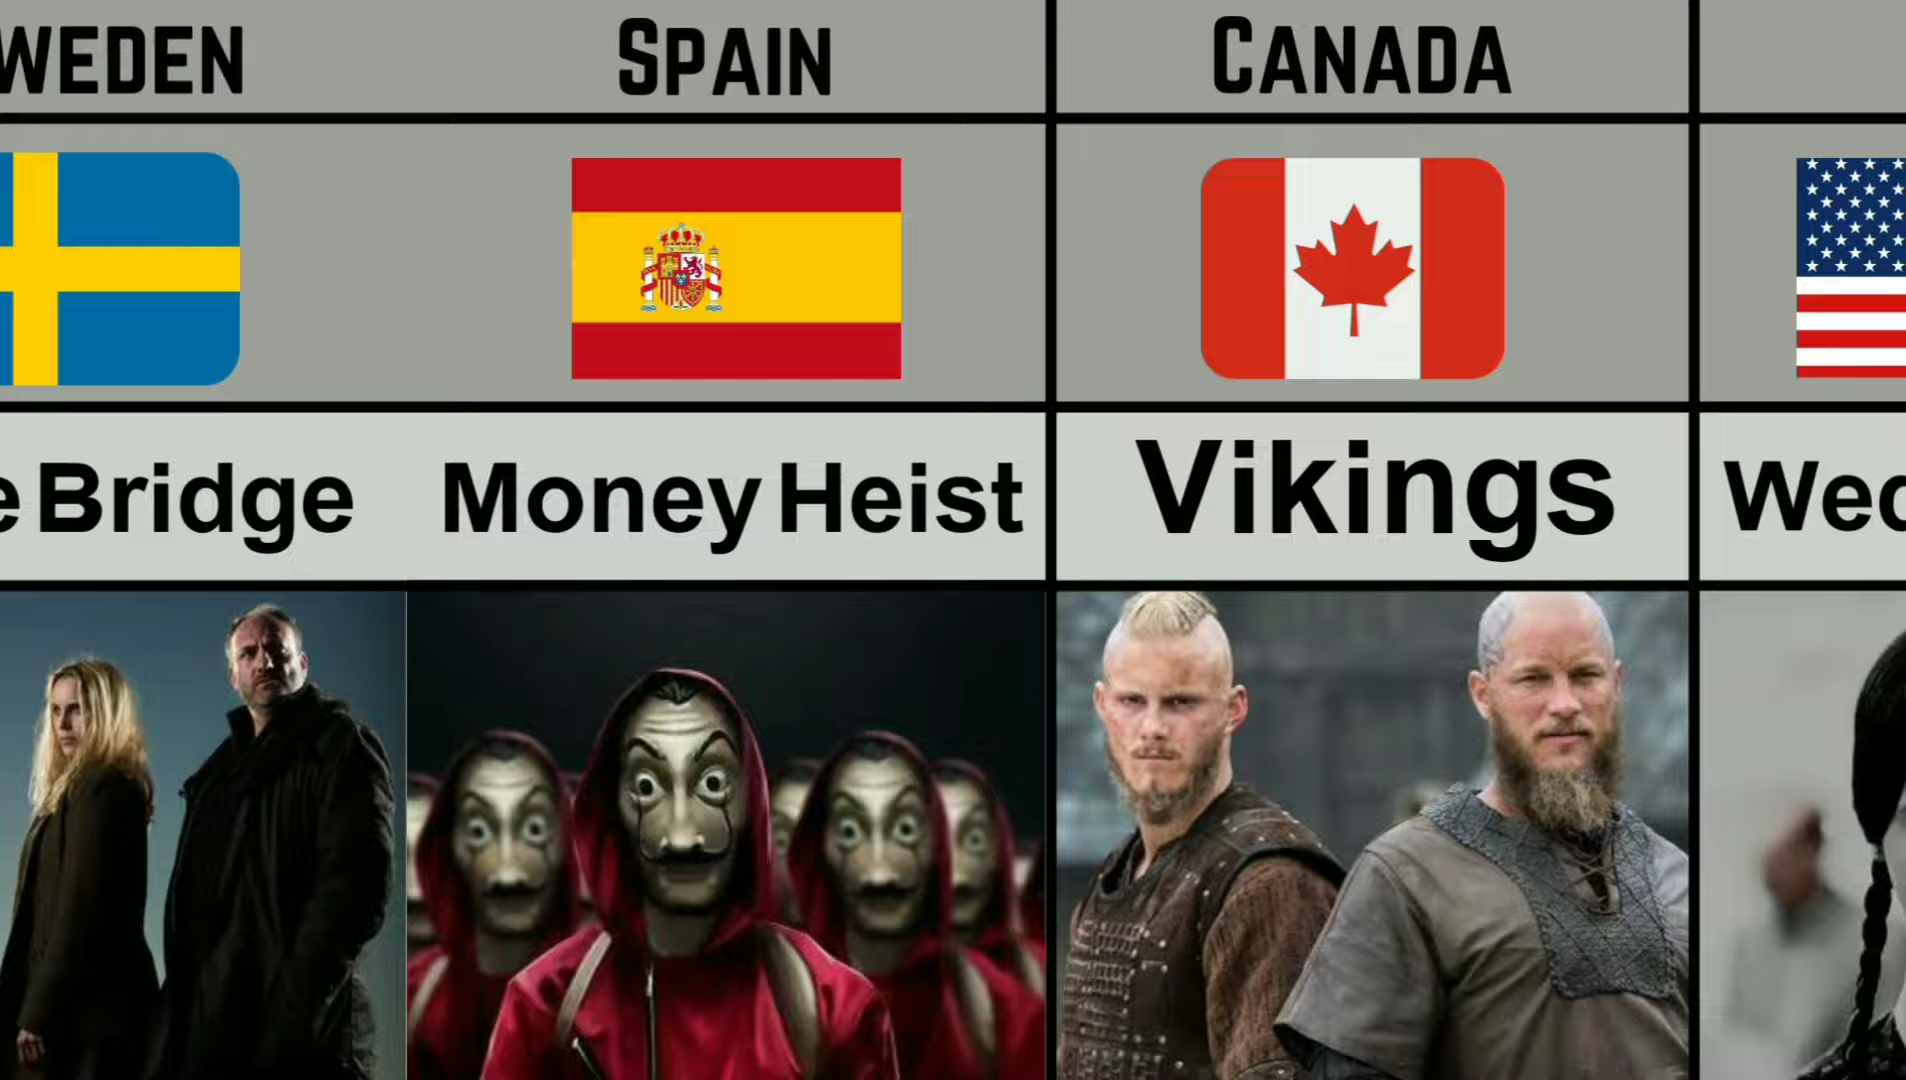 WEDEN
SPAIN
CANADA
e Bridge
Money Heist
Vikings
Wed